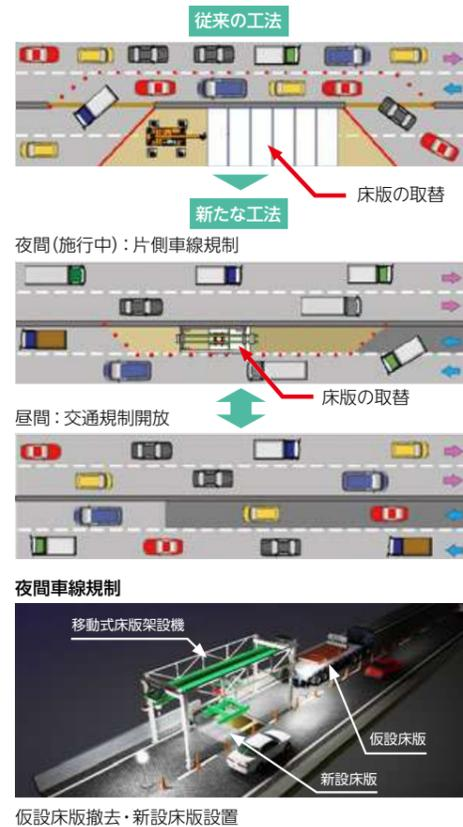 従来の工法
床版の取替
新たな工法
夜間（施行中）：片側車線規制
床版の取替
昼間：交通規制開放
夜間車線規制
移動式床版架設機
仮設床版
新設床版
仮設床版撤去・新設床版設置